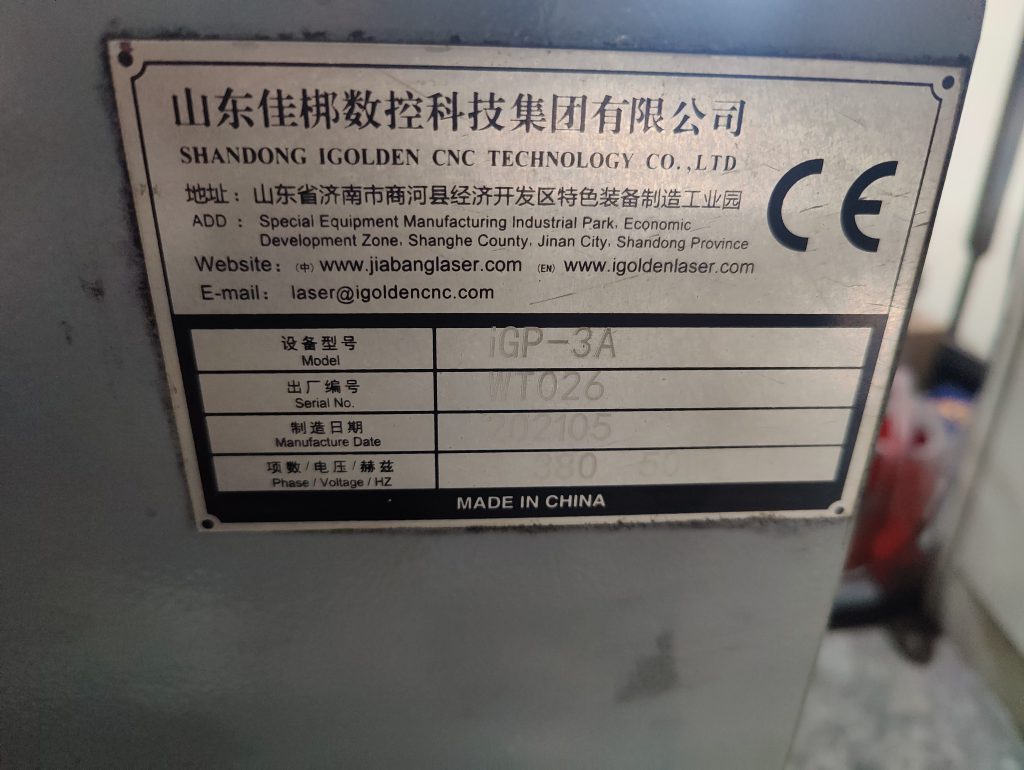 山东佳梆数控科技集团有限公司
SHANDONG IGOLDEN CNC TECHNOLOGY CO.,LTD
地址：山东省济南市商河县经济开发区特色装备制造工业园
ADD : Special Equipment Manufacturing Industrial Park, Economic
Development Zone, Shanghe County, Jinan City, Shandong Province
Website: (中) www.jiabanglaser.com (EN) www.igoldenlaser.com
E-mail: laser@igoldencnc.com
CE
设备型号 iGP-3A
Model
出厂编号 WT026
Serial No.
制造日期 202105
Manufacture Date
项数/电压/赫兹 380 50
Phase / Voltage / HZ
MADE IN CHINA